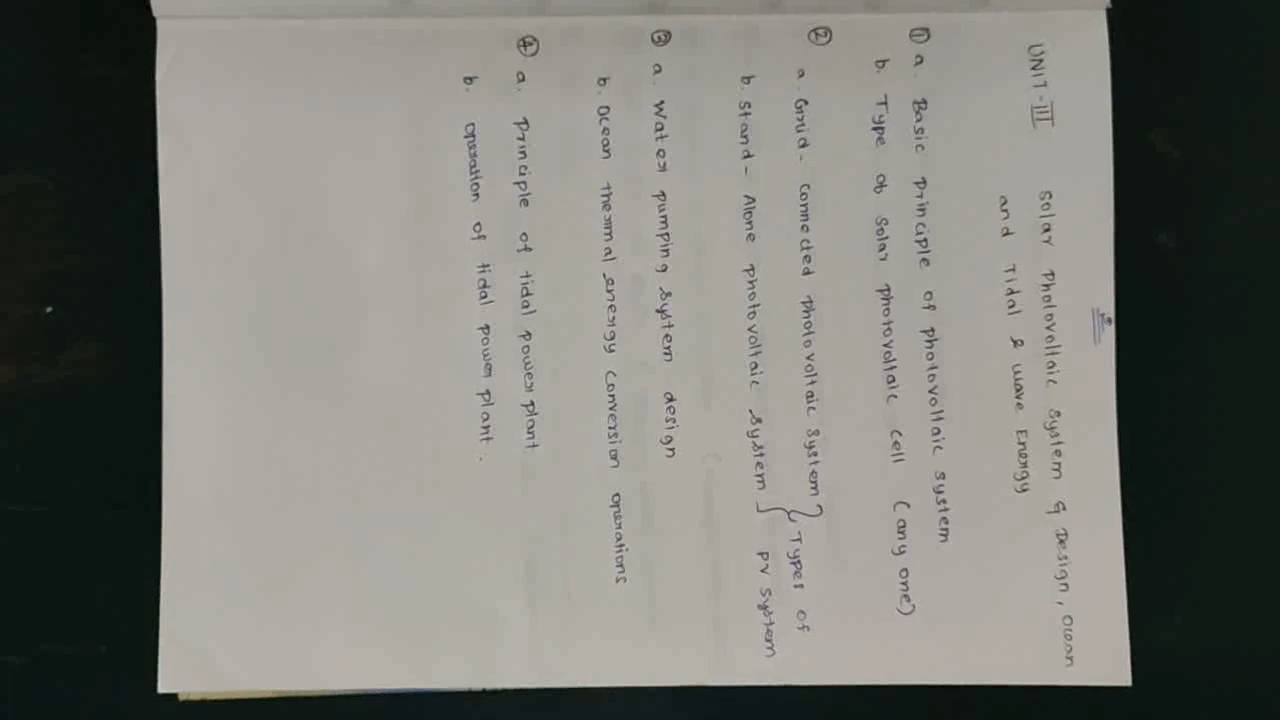 UNIT-III Solar Photovoltaic System & Design, Ocean
and Tidal & Wave Energy
① a. Basic Principle of photovoltaic system
b. Type of Solar photovoltaic cell (any one)
② a. Grid-Connected photovoltaic system } Types of
b. Stand-Alone photovoltaic system } PV System
③ a. Water pumping system design
b. Ocean thermal energy conversion operations
④ a. Principle of tidal power plant
b. operation of tidal power plant.